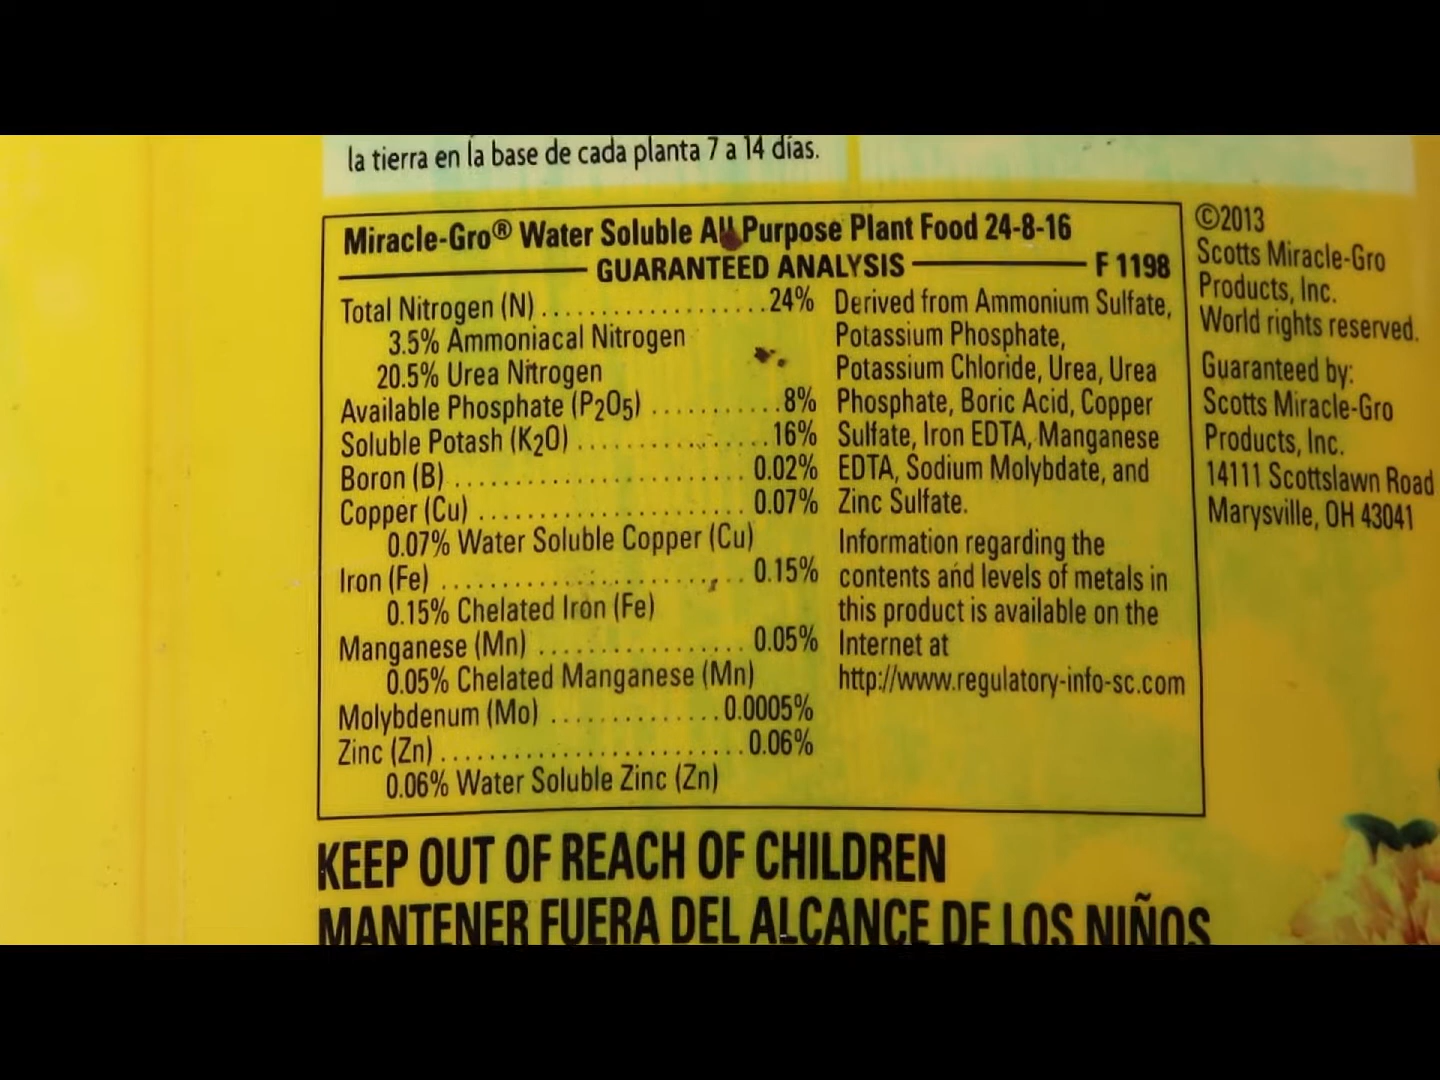 la tierra en la base de cada planta 7 a 14 días.
Miracle-Gro® Water Soluble All Purpose Plant Food 24-8-16
GUARANTEED ANALYSIS F 1198
Total Nitrogen (N) ........................24%
3.5% Ammoniacal Nitrogen
20.5% Urea Nitrogen
Available Phosphate (P2O5) ............8%
Soluble Potash (K2O) ..................16%
Boron (B) ........................ 0.02%
Copper (Cu) ...................... 0.07%
0.07% Water Soluble Copper (Cu)
Iron (Fe) ......................... 0.15%
0.15% Chelated Iron (Fe)
Manganese (Mn) ................. 0.05%
0.05% Chelated Manganese (Mn)
Molybdenum (Mo) ..............0.0005%
Zinc (Zn) .........................0.06%
0.06% Water Soluble Zinc (Zn)
Derived from Ammonium Sulfate,
Potassium Phosphate,
Potassium Chloride, Urea, Urea
Phosphate, Boric Acid, Copper
Sulfate, Iron EDTA, Manganese
EDTA, Sodium Molybdate, and
Zinc Sulfate.
Information regarding the
contents and levels of metals in
this product is available on the
Internet at
http://www.regulatory-info-sc.com
©2013
Scotts Miracle-Gro
Products, Inc.
World rights reserved.
Guaranteed by:
Scotts Miracle-Gro
Products, Inc.
14111 Scottslawn Road
Marysville, OH 43041
KEEP OUT OF REACH OF CHILDREN
MANTENER FUERA DEL ALCANCE DE LOS NIÑOS